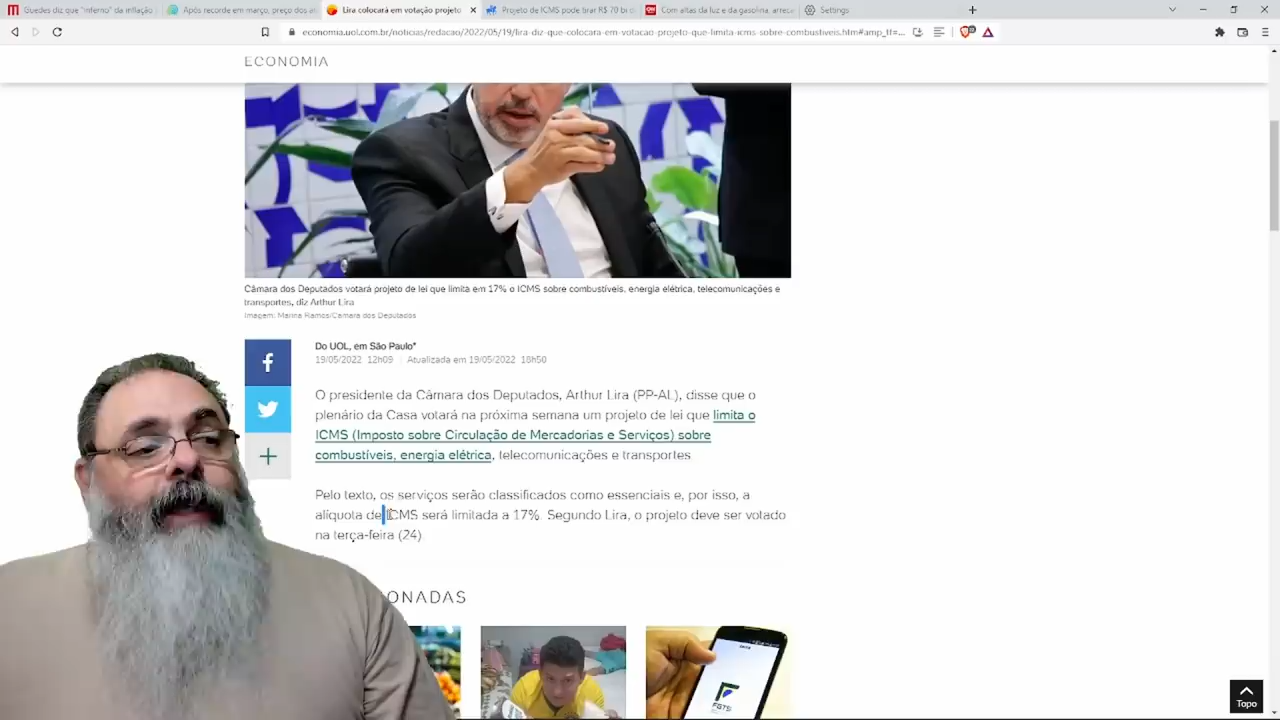 Quedes diz que "inferno" da inflação
Após recorde em março, preço dos al
Lira colocará em votação projeto
Projeto de ICMS pode tirar R$ 70 bi d
Com altas da luz e da gasolina, arrec
Settings
economia.uol.com.br/noticias/redacao/2022/05/19/lira-diz-que-colocara-em-votacao-projeto-que-limita-icms-sobre-combustiveis.htm#amp_tf=...
ECONOMIA
Câmara dos Deputados votará projeto de lei que limita em 17% o ICMS sobre combustíveis, energia elétrica, telecomunicações e
transportes, diz Arthur Lira
Imagem: Marina Ramos/Câmara dos Deputados
Do UOL, em São Paulo*
19/05/2022 12h09 Atualizada em 19/05/2022 18h50
O presidente da Câmara dos Deputados, Arthur Lira (PP-AL), disse que o
plenário da Casa votará na próxima semana um projeto de lei que limita o
ICMS (Imposto sobre Circulação de Mercadorias e Serviços) sobre
combustíveis, energia elétrica, telecomunicações e transportes
Pelo texto, os serviços serão classificados como essenciais e, por isso, a
alíquota de ICMS será limitada a 17%. Segundo Lira, o projeto deve ser votado
na terça-feira (24)
ONADAS
FGTS
Topo